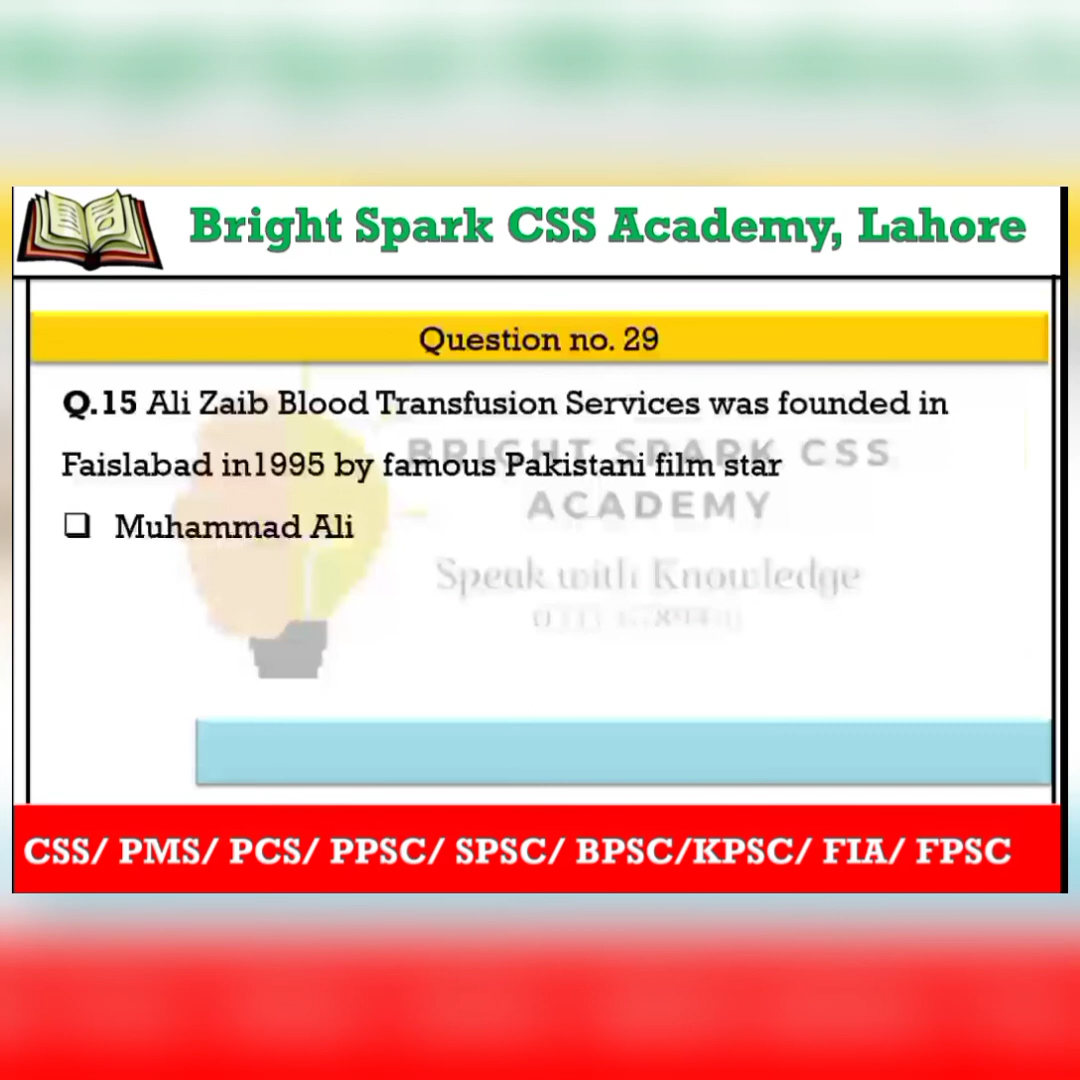 Bright Spark CSS Academy, Lahore
Question no. 29
Q.15 Ali Zaib Blood Transfusion Services was founded in
Faislabad in1995 by famous Pakistani film star
❑ Muhammad Ali
BRIGHT SPARK CSS
ACADEMY
Speak with Knowledge
CSS/ PMS/ PCS/ PPSC/ SPSC/ BPSC/KPSC/ FIA/ FPSC